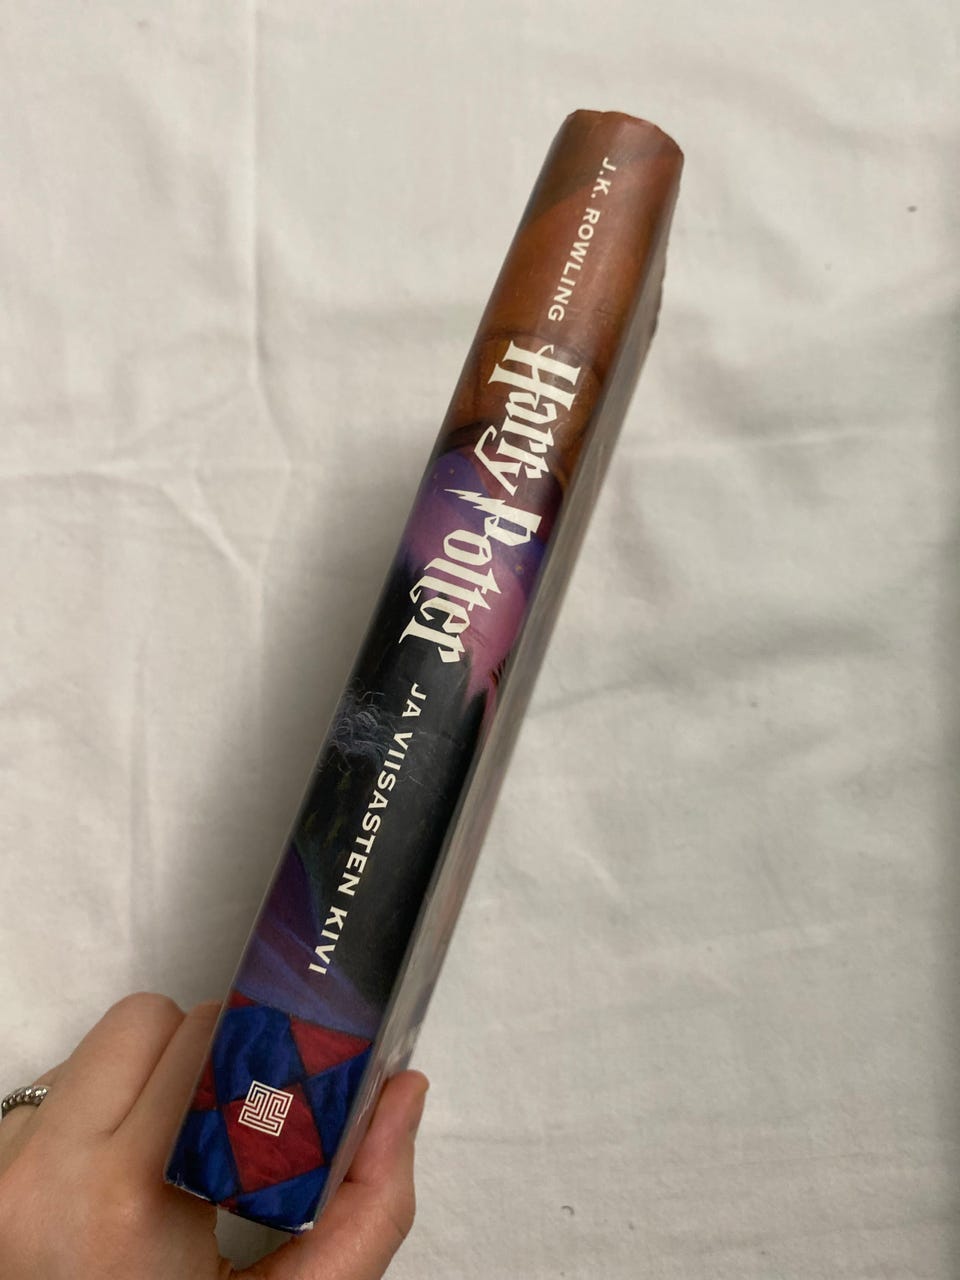 J.K. ROWLING
Harry Potter
JA VIISASTEN KIVI